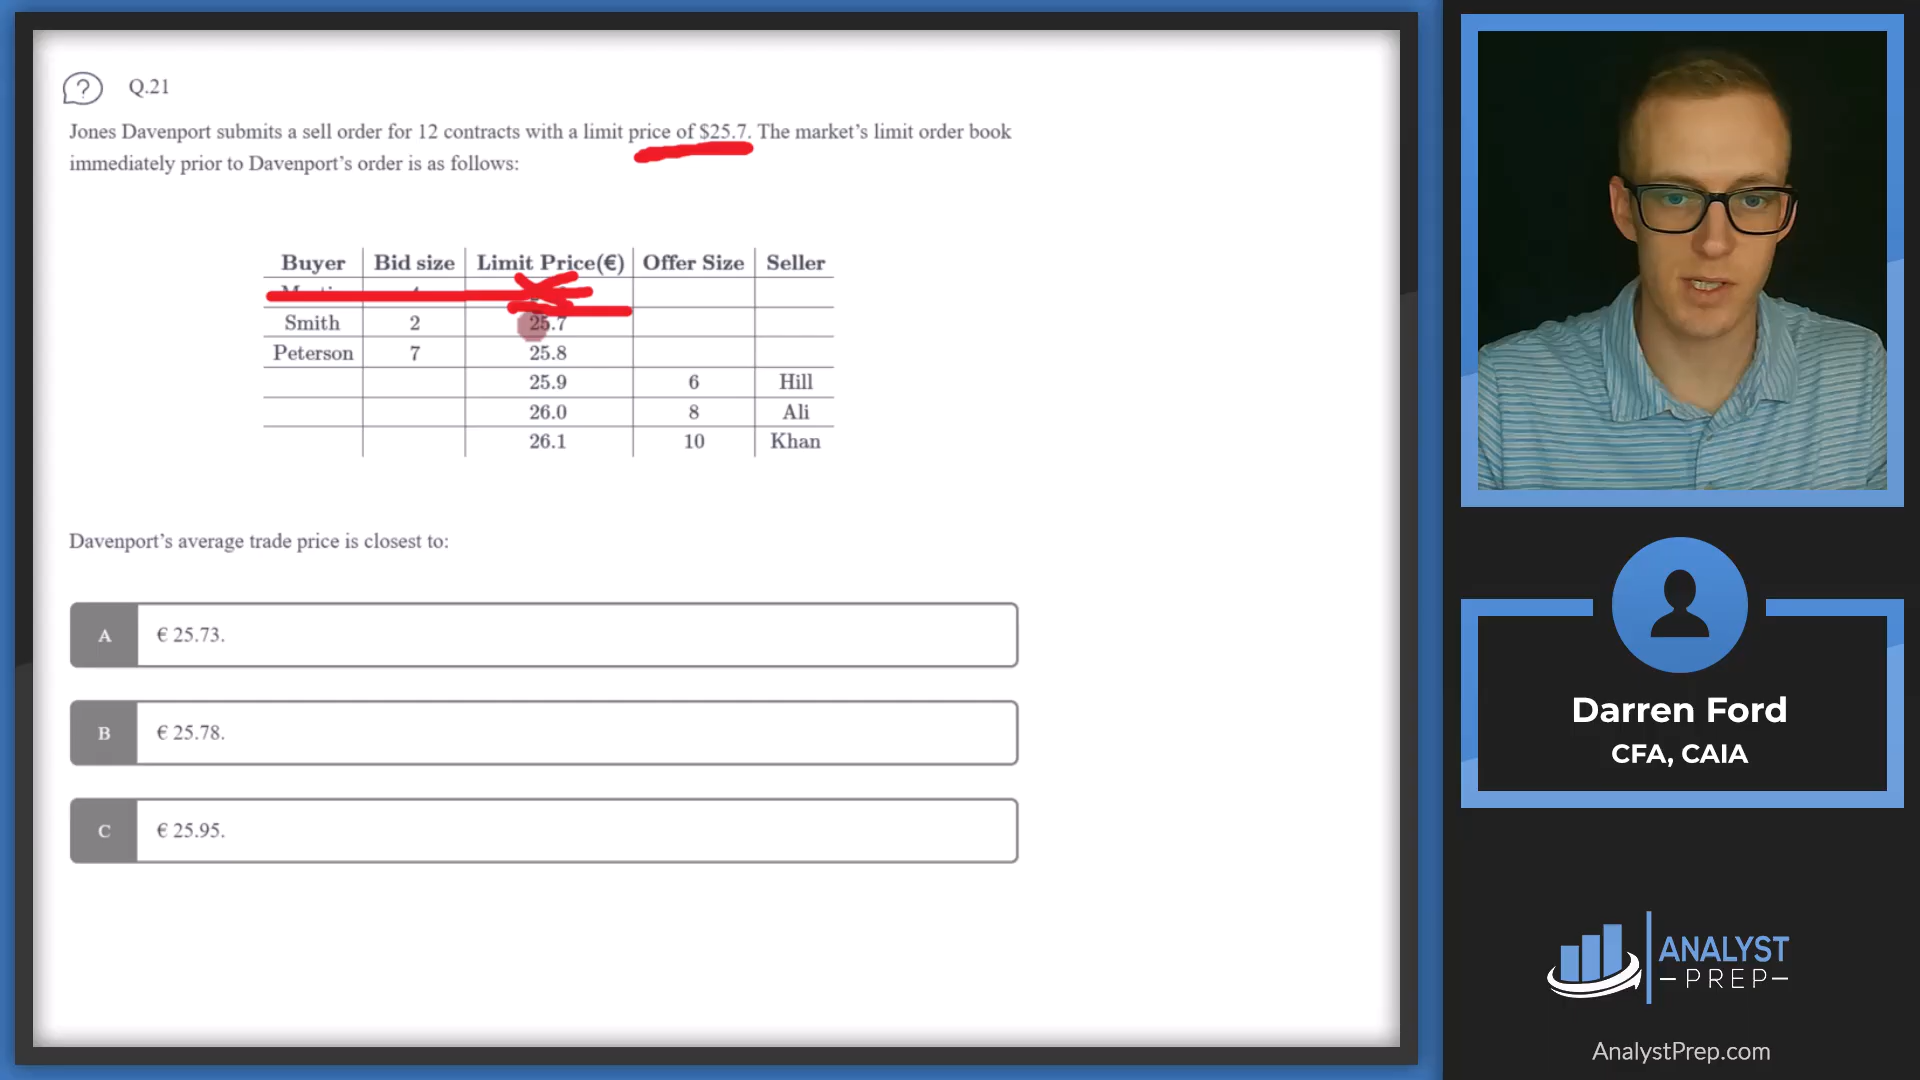 Q.21
Jones Davenport submits a sell order for 12 contracts with a limit price of $25.7. The market’s limit order book
immediately prior to Davenport’s order is as follows:
Buyer Bid size Limit Price(€) Offer Size Seller
Smith 2 25.7
Peterson 7 25.8
25.9 6 Hill
26.0 8 Ali
26.1 10 Khan
Davenport’s average trade price is closest to:
A € 25.73.
B € 25.78.
C € 25.95.
Darren Ford
CFA, CAIA
ANALYST
PREP
AnalystPrep.com